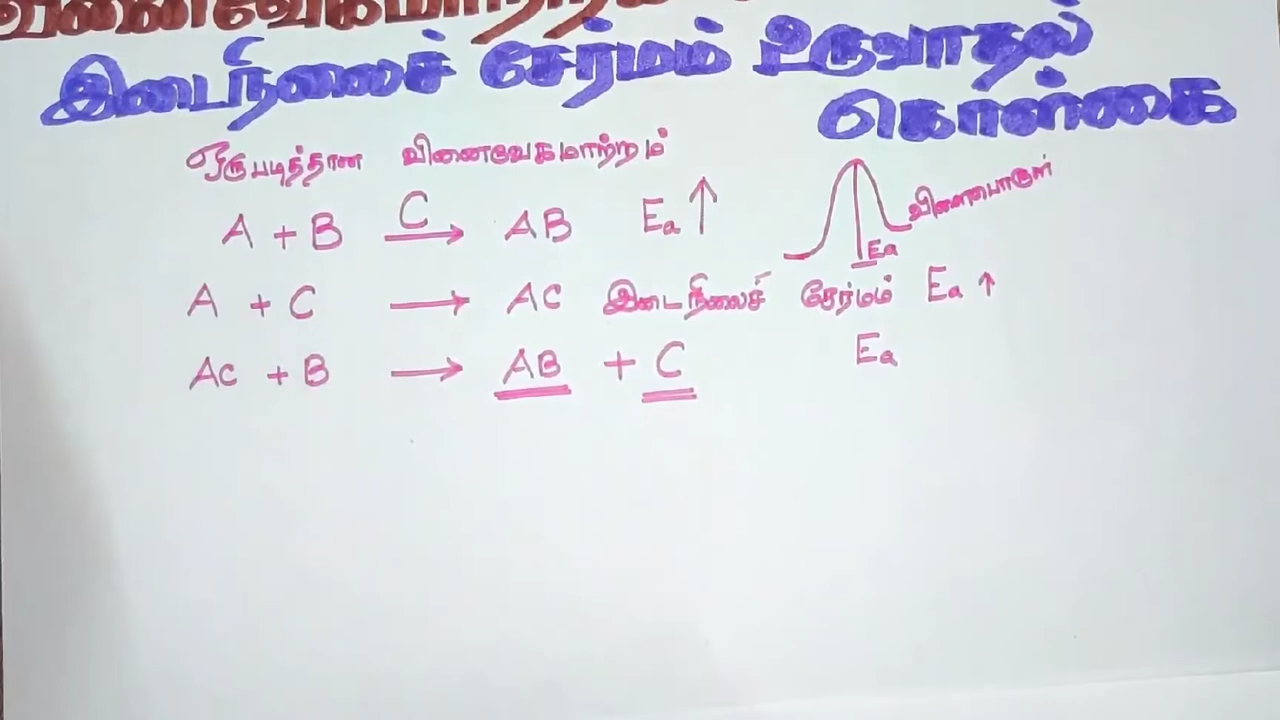 இடைநிலைச் சேர்மம் உருவாதல்
கொள்கை
ஒருபடித்தான வினைவேகமாற்றம்
A + B C → AB Ea ↑
வினைபொருள்
Ea
A + C → AC இடைநிலைச் சேர்மம் Ea ↑
AC + B → AB + C Ea